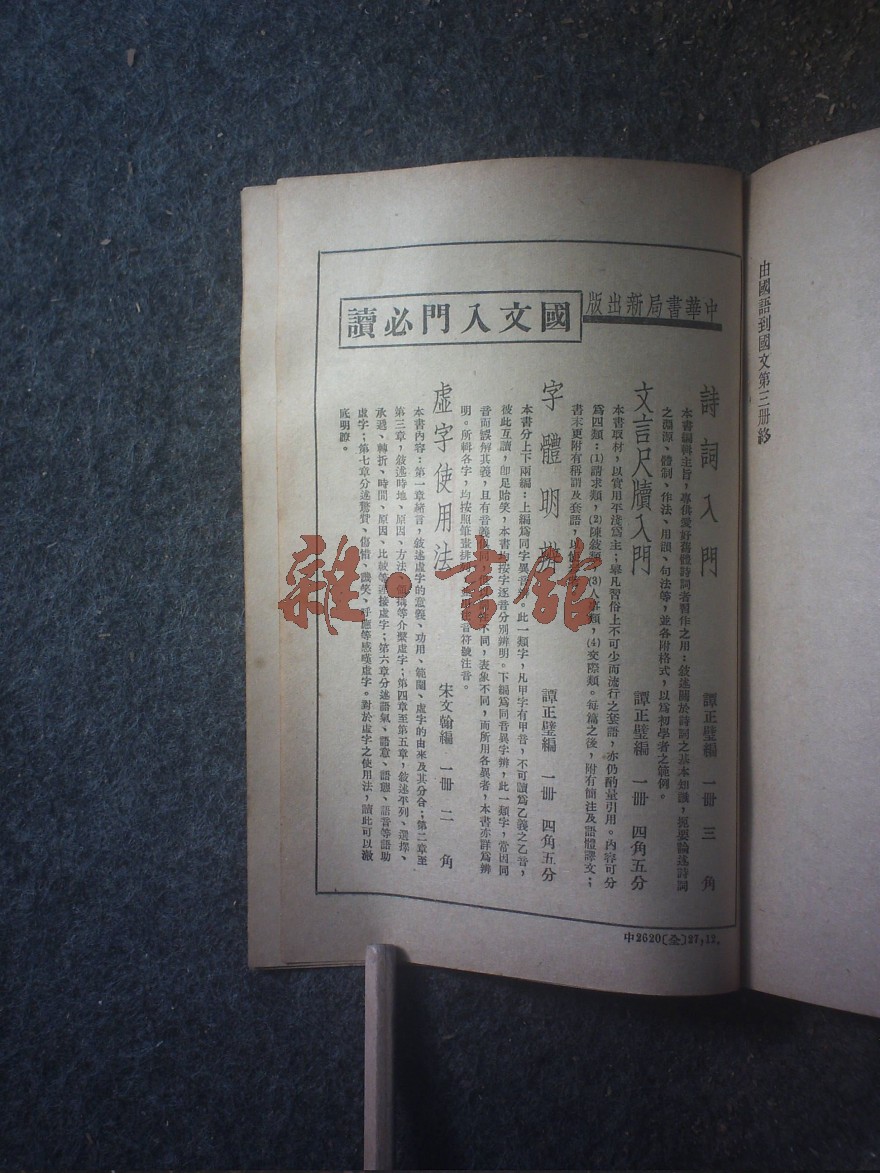 由國語到國文第三册終
中華書局新出版
國文入門必讀
詩詞入門
譚正璧編 一冊 三角
本書編輯主旨，專供愛好舊體詩詞者習作之用：敘述關於詩詞之基本知識，扼要論述詩詞
之淵源、體制、作法、用韻、句法等，並各附格式，以爲初學者之範例。
文言尺牘入門
譚正璧編 一冊 四角五分
本書取材，以實用平淺爲主；舉凡習俗上不可少而流行之套語，亦仍酌量引用。內容可分
爲四類：(1)請求類，(2)陳敍類，(3)人事類，(4)交際類。每篇之後，附有簡注及語體譯文；
書末更附有稱謂及套語，以
字體明辨
譚正璧編 一冊 四角五分
本書分上下兩編：上編爲同字異音，此一類字，凡甲字有甲音，不可讀爲乙義之乙音，
彼此互讀，卽足貽笑，本書均按字逐音分別辨明。下編爲同音異字辨，此一類字，當因同
音而誤解其義，且有音義 同 不同，表象不同，而所用各異者，本書亦詳爲辨
明。所輯各字，均按照筆畫排 音符號注音。
虛字使用法
宋文翰編 一冊 二角
本書內容：第一章緒言，敍述虛字的意義、功用、範圍、虛字的由來及其分合；第二章至
第三章，敍述時地、原因、方法、 等介繫虛字；第四章至第五章，敍述平列、選擇、
承遞、轉折、時間、原因、比較等連接虛字；第六章分述語氣、語意、語態、語音等語助
虛字；第七章分述驚贊、傷痛、譏笑、呼應等感嘆虛字。對於虛字之使用法，讀此可以澈
底明瞭。
中2620(全)27,12.
雜·書館